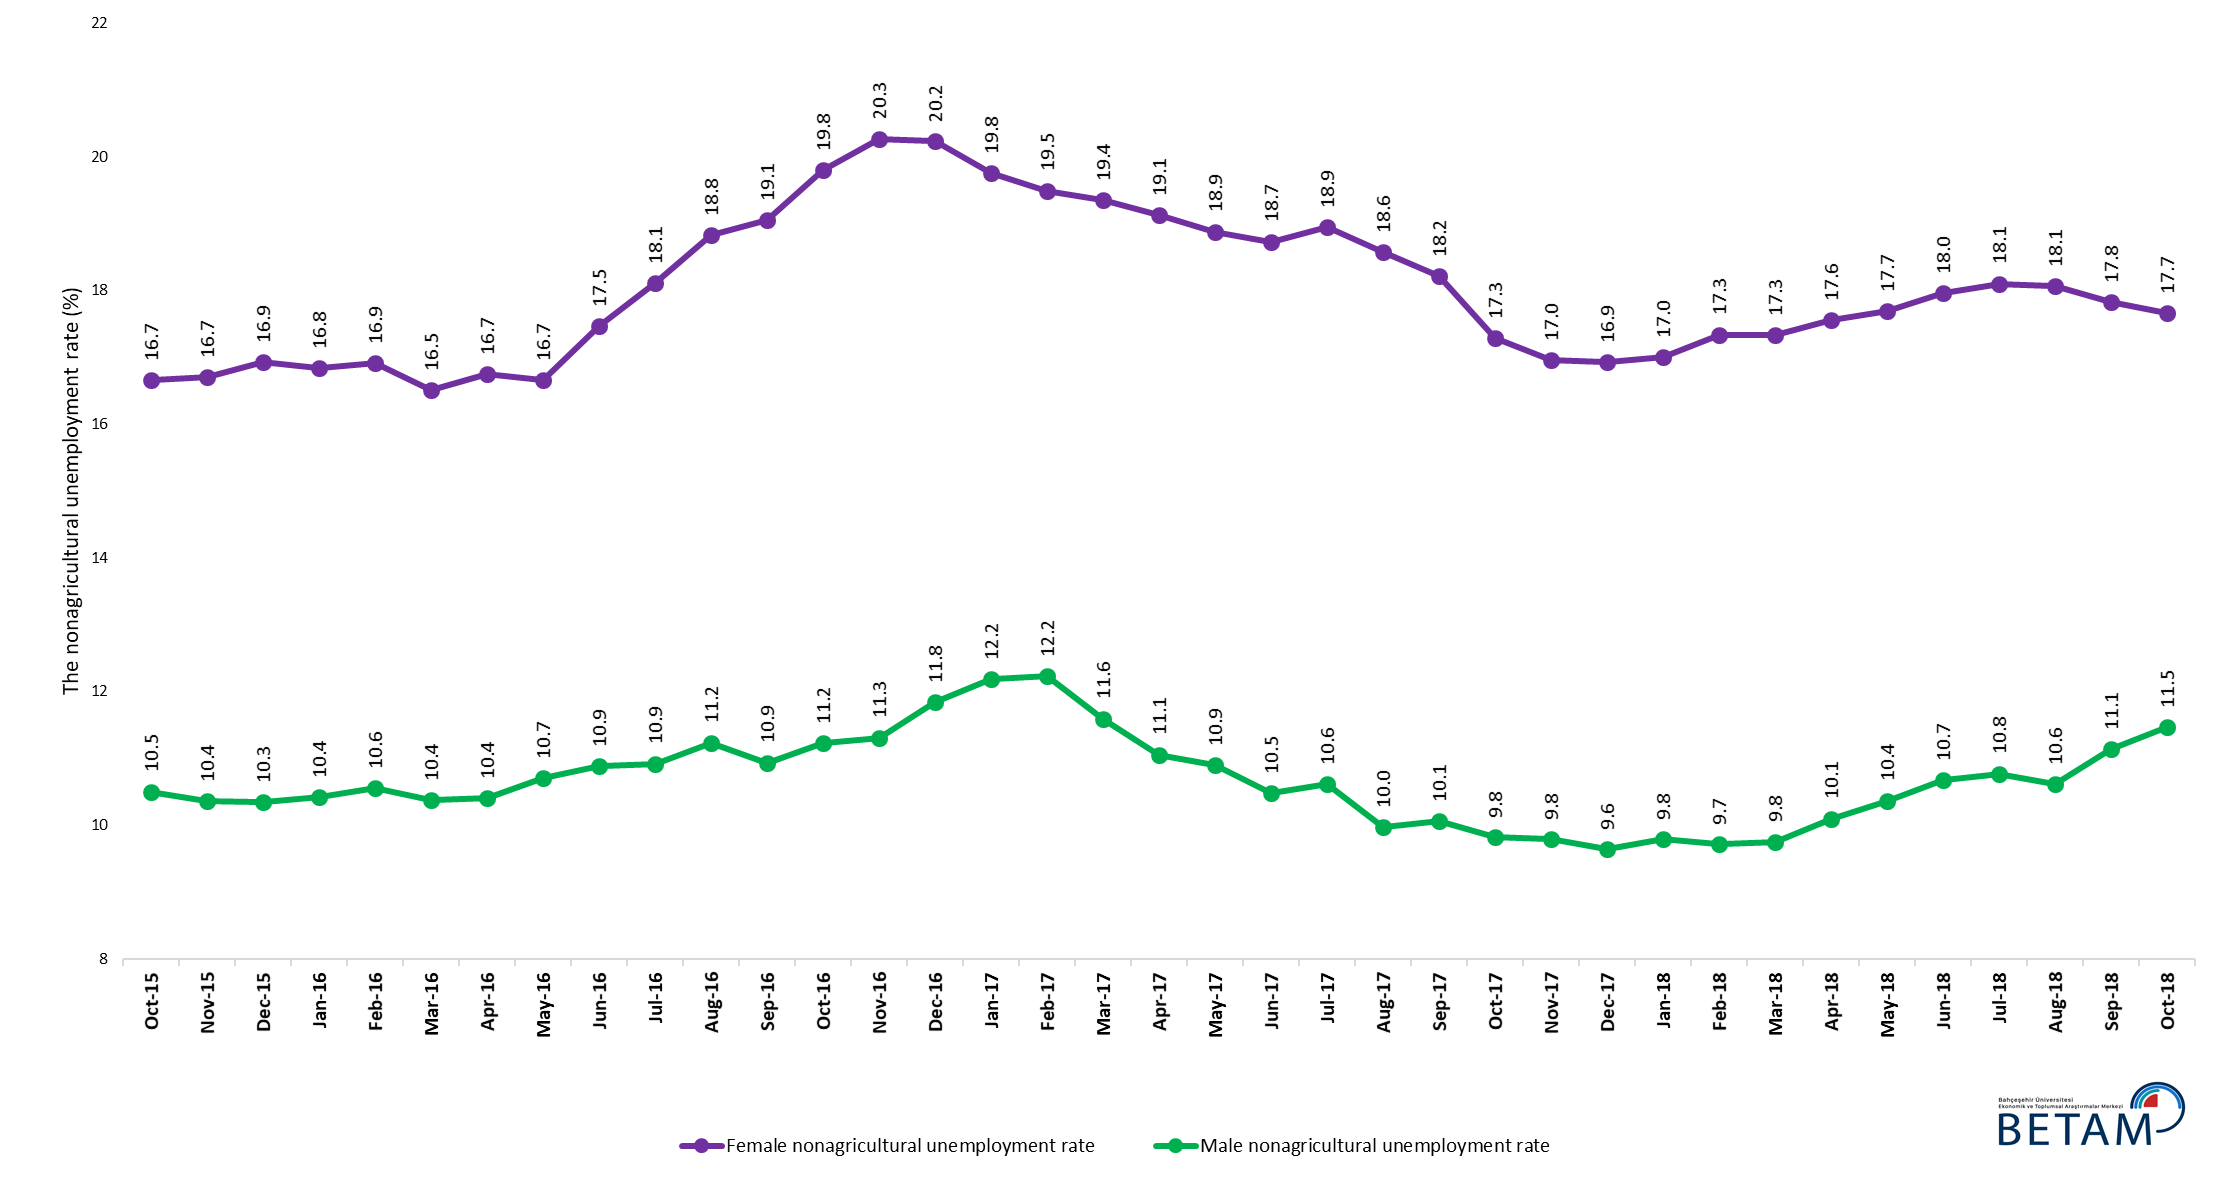 The nonagricultural unemployment rate (%)
22
20
18
16
14
12
10
8
16.7 16.7 16.9 16.8 16.9 16.5 16.7 16.7 17.5 18.1 18.8 19.1 19.8 20.3 20.2 19.8 19.5 19.4 19.1 18.9 18.7 18.9 18.6 18.2 17.3 17.0 16.9 17.0 17.3 17.3 17.6 17.7 18.0 18.1 18.1 17.8 17.7
10.5 10.4 10.3 10.4 10.6 10.4 10.4 10.7 10.9 10.9 11.2 10.9 11.2 11.3 11.8 12.2 12.2 11.6 11.1 10.9 10.5 10.6 10.0 10.1 9.8 9.8 9.6 9.8 9.7 9.8 10.1 10.4 10.7 10.8 10.6 11.1 11.5
Oct-15 Nov-15 Dec-15 Jan-16 Feb-16 Mar-16 Apr-16 May-16 Jun-16 Jul-16 Aug-16 Sep-16 Oct-16 Nov-16 Dec-16 Jan-17 Feb-17 Mar-17 Apr-17 May-17 Jun-17 Jul-17 Aug-17 Sep-17 Oct-17 Nov-17 Dec-17 Jan-18 Feb-18 Mar-18 Apr-18 May-18 Jun-18 Jul-18 Aug-18 Sep-18 Oct-18
Female nonagricultural unemployment rate Male nonagricultural unemployment rate
Bahçeşehir Üniversitesi
Ekonomik ve Toplumsal Araştırmalar Merkezi
BETAM